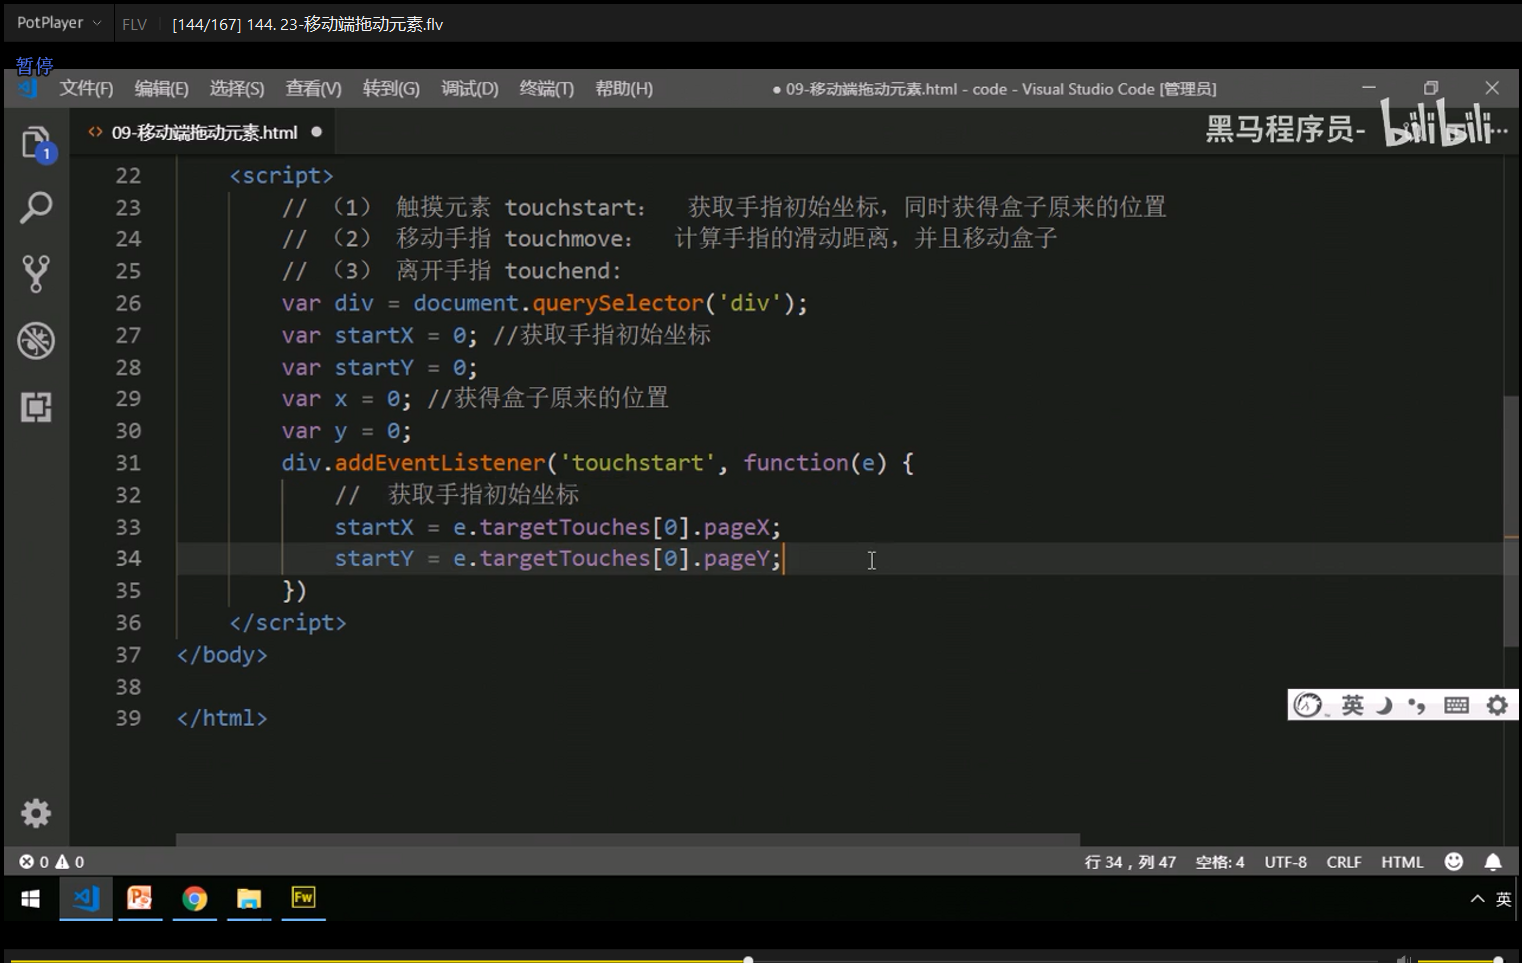 PotPlayer FLV [144/167] 144. 23-移动端拖动元素.flv
暂停
文件(F) 编辑(E) 选择(S) 查看(V) 转到(G) 调试(D) 终端(T) 帮助(H) ● 09-移动端拖动元素.html - code - Visual Studio Code [管理员]
<> 09-移动端拖动元素.html ●
黑马程序员- bilibili
1
22 <script>
23 // （1） 触摸元素 touchstart： 获取手指初始坐标，同时获得盒子原来的位置
24 // （2） 移动手指 touchmove： 计算手指的滑动距离，并且移动盒子
25 // （3） 离开手指 touchend:
26 var div = document.querySelector('div');
27 var startX = 0; //获取手指初始坐标
28 var startY = 0;
29 var x = 0; //获得盒子原来的位置
30 var y = 0;
31 div.addEventListener('touchstart', function(e) {
32 // 获取手指初始坐标
33 startX = e.targetTouches[0].pageX;
34 startY = e.targetTouches[0].pageY;
35 })
36 </script>
37 </body>
38
39 </html>
英
0 0 行 34，列 47 空格: 4 UTF-8 CRLF HTML
Fw 英